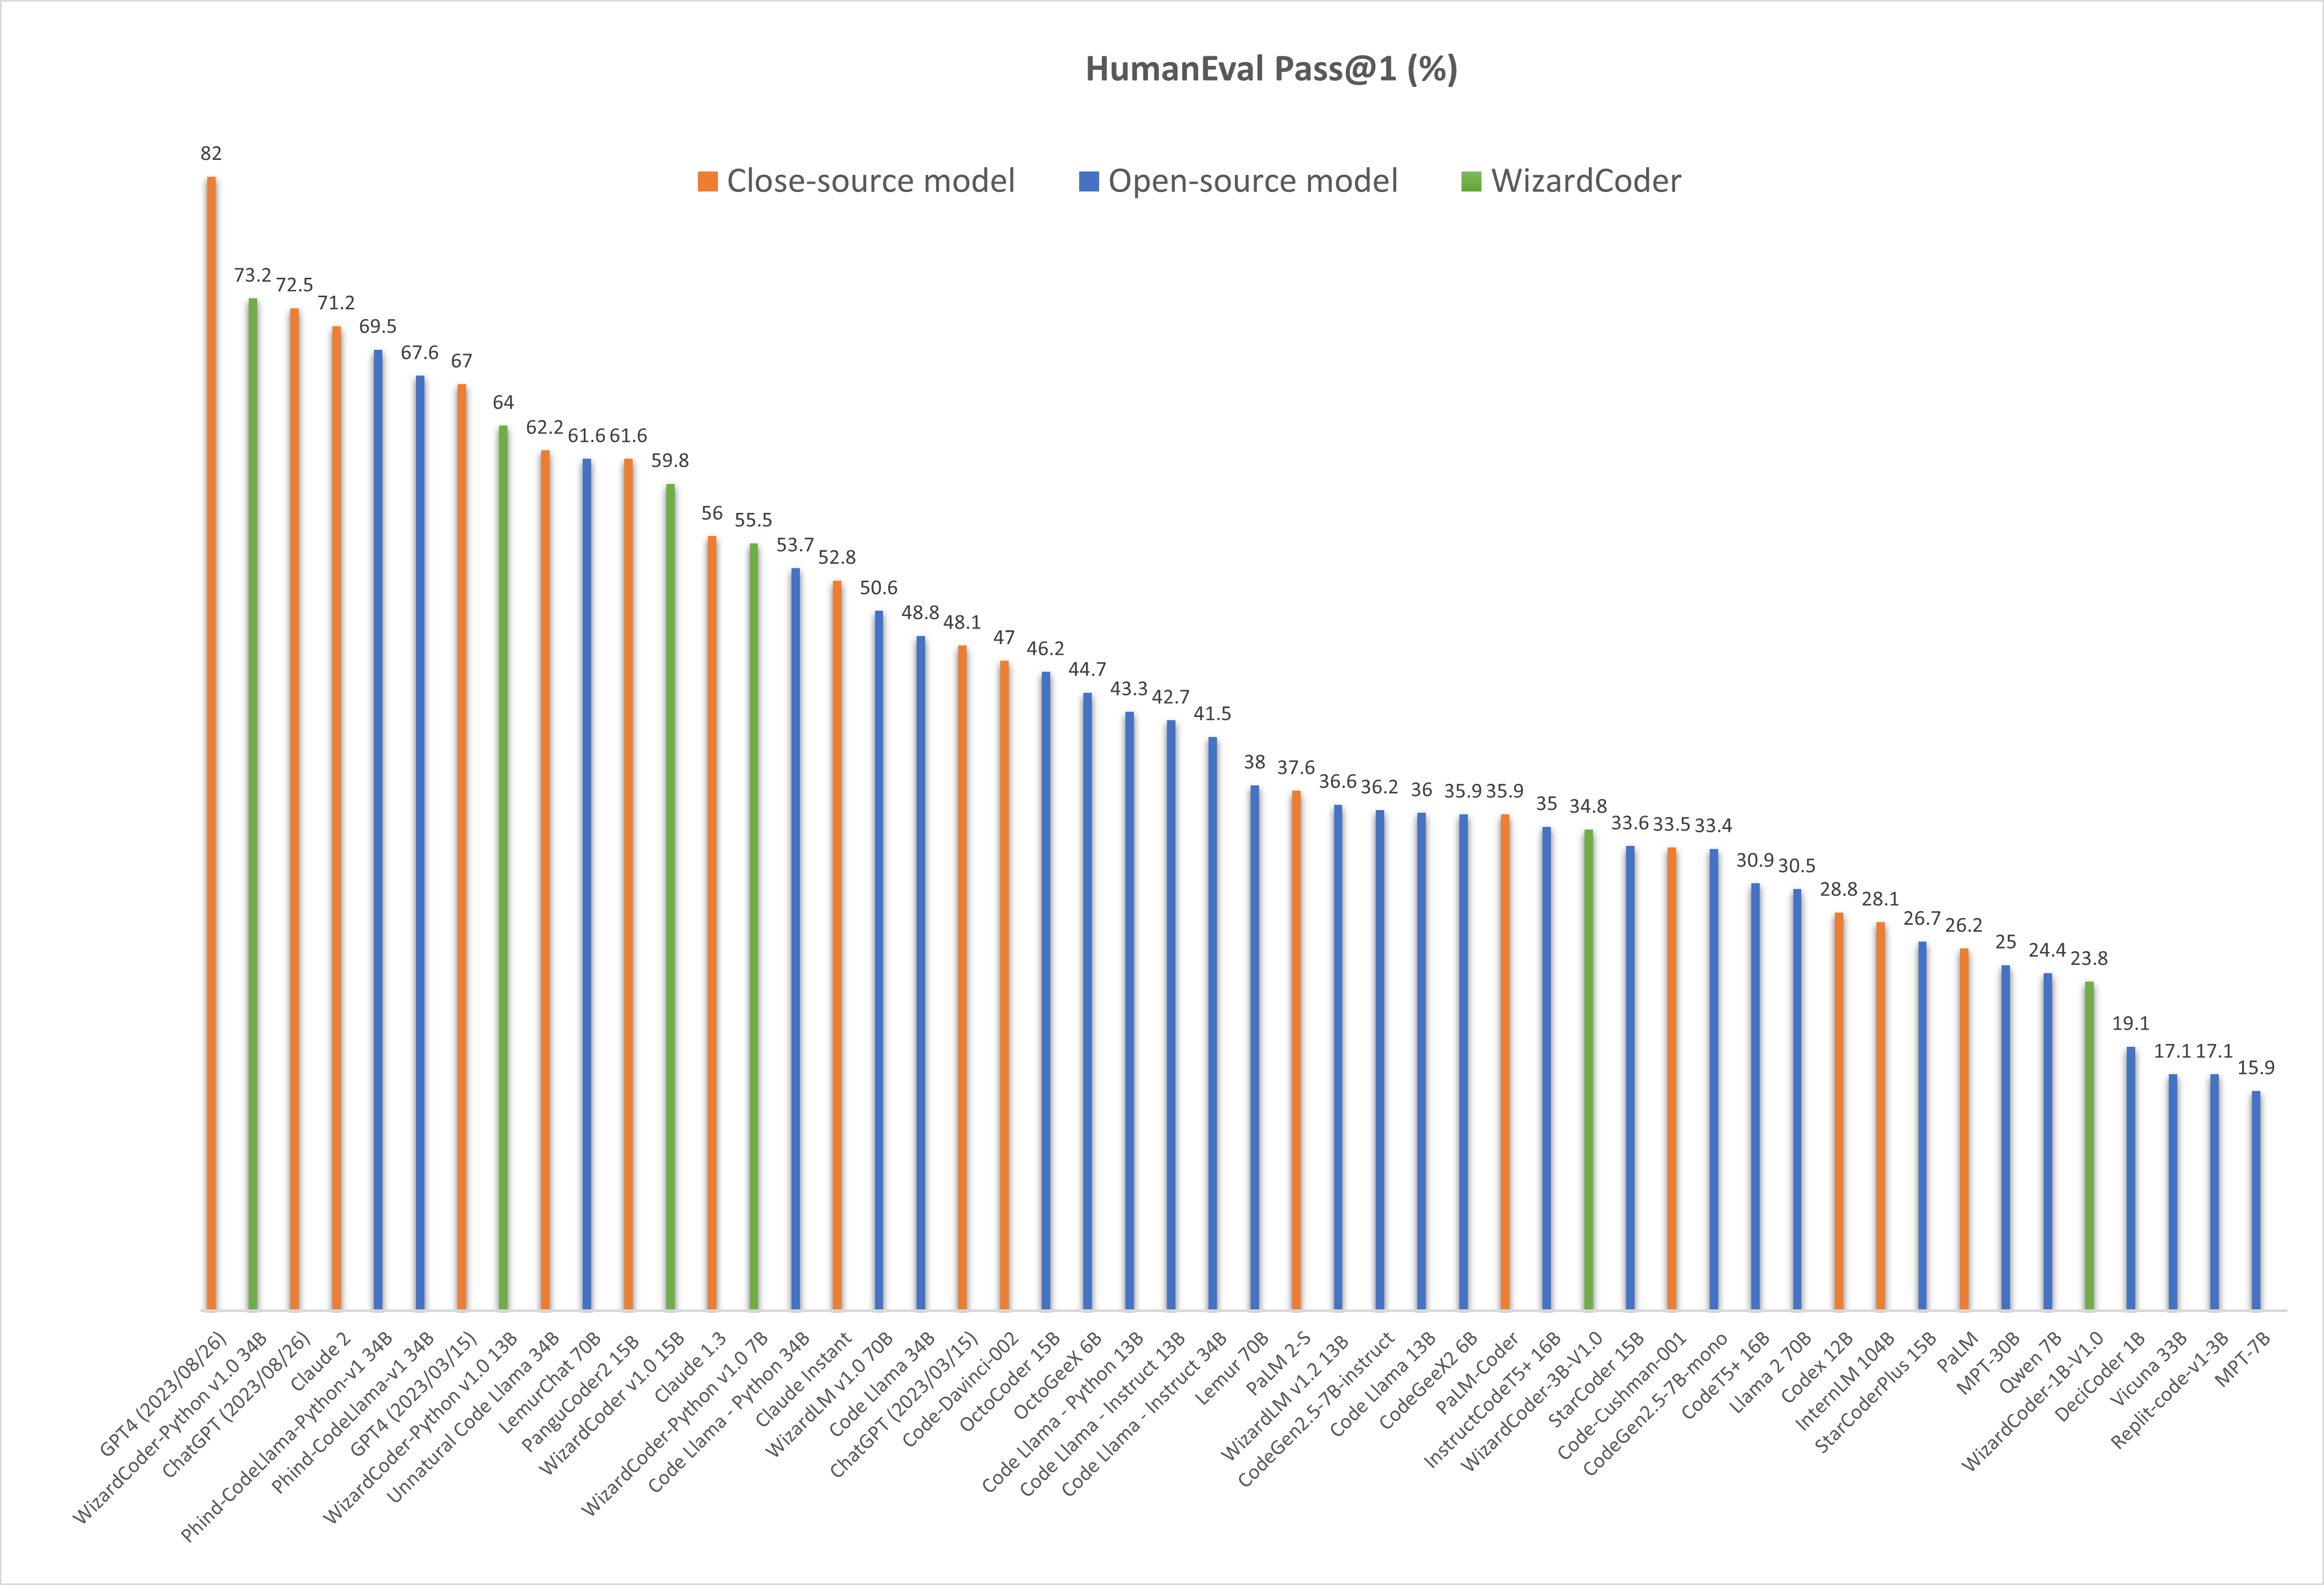 HumanEval Pass@1 (%)
Close-source model
Open-source model
WizardCoder
82
73.2
72.5
71.2
69.5
67.6
67
64
62.2
61.6
61.6
59.8
56
55.5
53.7
52.8
50.6
48.8
48.1
47
46.2
44.7
43.3
42.7
41.5
38
37.6
36.6
36.2
36
35.9
35.9
35
34.8
33.6
33.5
33.4
30.9
30.5
28.8
28.1
26.7
26.2
25
24.4
23.8
19.1
17.1
17.1
15.9
GPT4 (2023/08/26)
WizardCoder-Python v1.0 34B
ChatGPT (2023/08/26)
Claude 2
Phind-CodeLlama-Python-v1 34B
Phind-CodeLlama-v1 34B
GPT4 (2023/03/15)
WizardCoder-Python v1.0 13B
Unnatural Code Llama 34B
LemurChat 70B
PanguCoder2 15B
WizardCoder v1.0 15B
Claude 1.3
WizardCoder-Python v1.0 7B
Code Llama - Python 34B
Claude Instant
WizardLM v1.0 70B
Code Llama 34B
ChatGPT (2023/03/15)
Code-Davinci-002
OctoCoder 15B
OctoGeeX 6B
Code Llama - Python 13B
Code Llama - Instruct 13B
Code Llama - Instruct 34B
Lemur 70B
PaLM 2-S
WizardLM v1.2 13B
CodeGen2.5-7B-instruct
Code Llama 13B
CodeGeeX2 6B
PaLM-Coder
InstructCodeT5+ 16B
WizardCoder-3B-V1.0
StarCoder 15B
Code-Cushman-001
CodeGen2.5-7B-mono
CodeT5+ 16B
Llama 2 70B
Codex 12B
InternLM 104B
StarCoderPlus 15B
PaLM
MPT-30B
Qwen 7B
WizardCoder-1B-V1.0
DeciCoder 1B
Vicuna 33B
Replit-code-v1-3B
MPT-7B